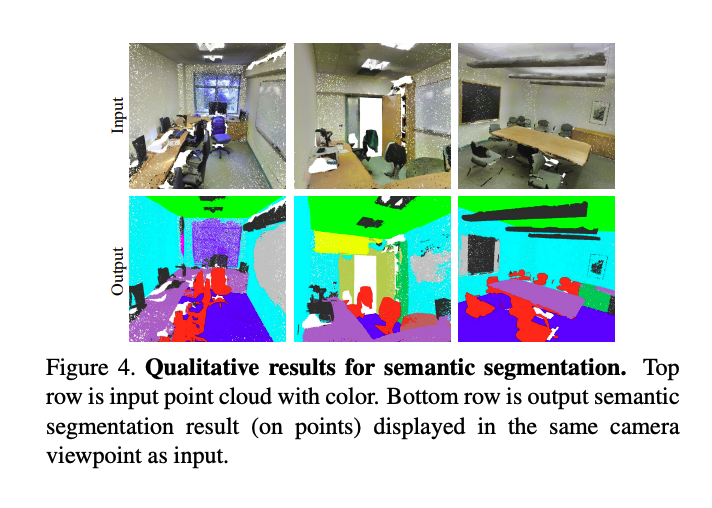 Input
Output
Figure 4. Qualitative results for semantic segmentation. Top
row is input point cloud with color. Bottom row is output semantic
segmentation result (on points) displayed in the same camera
viewpoint as input.